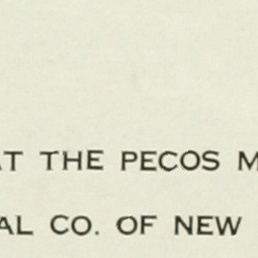 AT THE PECOS M
AL CO. OF NEW